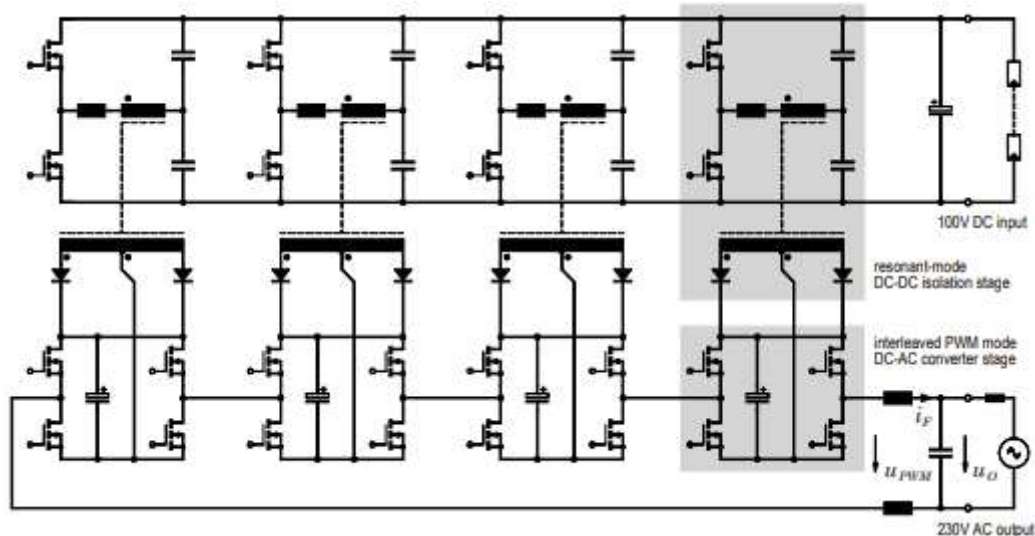 100V DC input
resonant-mode
DC-DC isolation stage
interleaved PWM mode
DC-AC converter stage
i_F
u_PWM
u_O
230V AC output